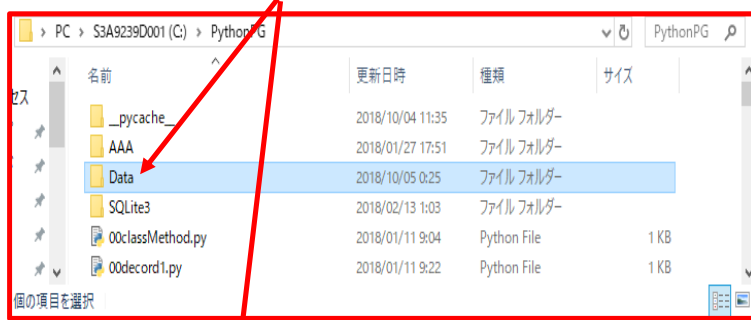 PC > S3A9239D001 (C:) > PythonPG PythonPG
名前 更新日時 種類 サイズ
セス
__pycache__ 2018/10/04 11:35 ファイル フォルダー
AAA 2018/01/27 17:51 ファイル フォルダー
Data 2018/10/05 0:25 ファイル フォルダー
SQLite3 2018/02/13 1:03 ファイル フォルダー
00classMethod.py 2018/01/11 9:04 Python File 1 KB
00decord1.py 2018/01/11 9:22 Python File 1 KB
個の項目を選択